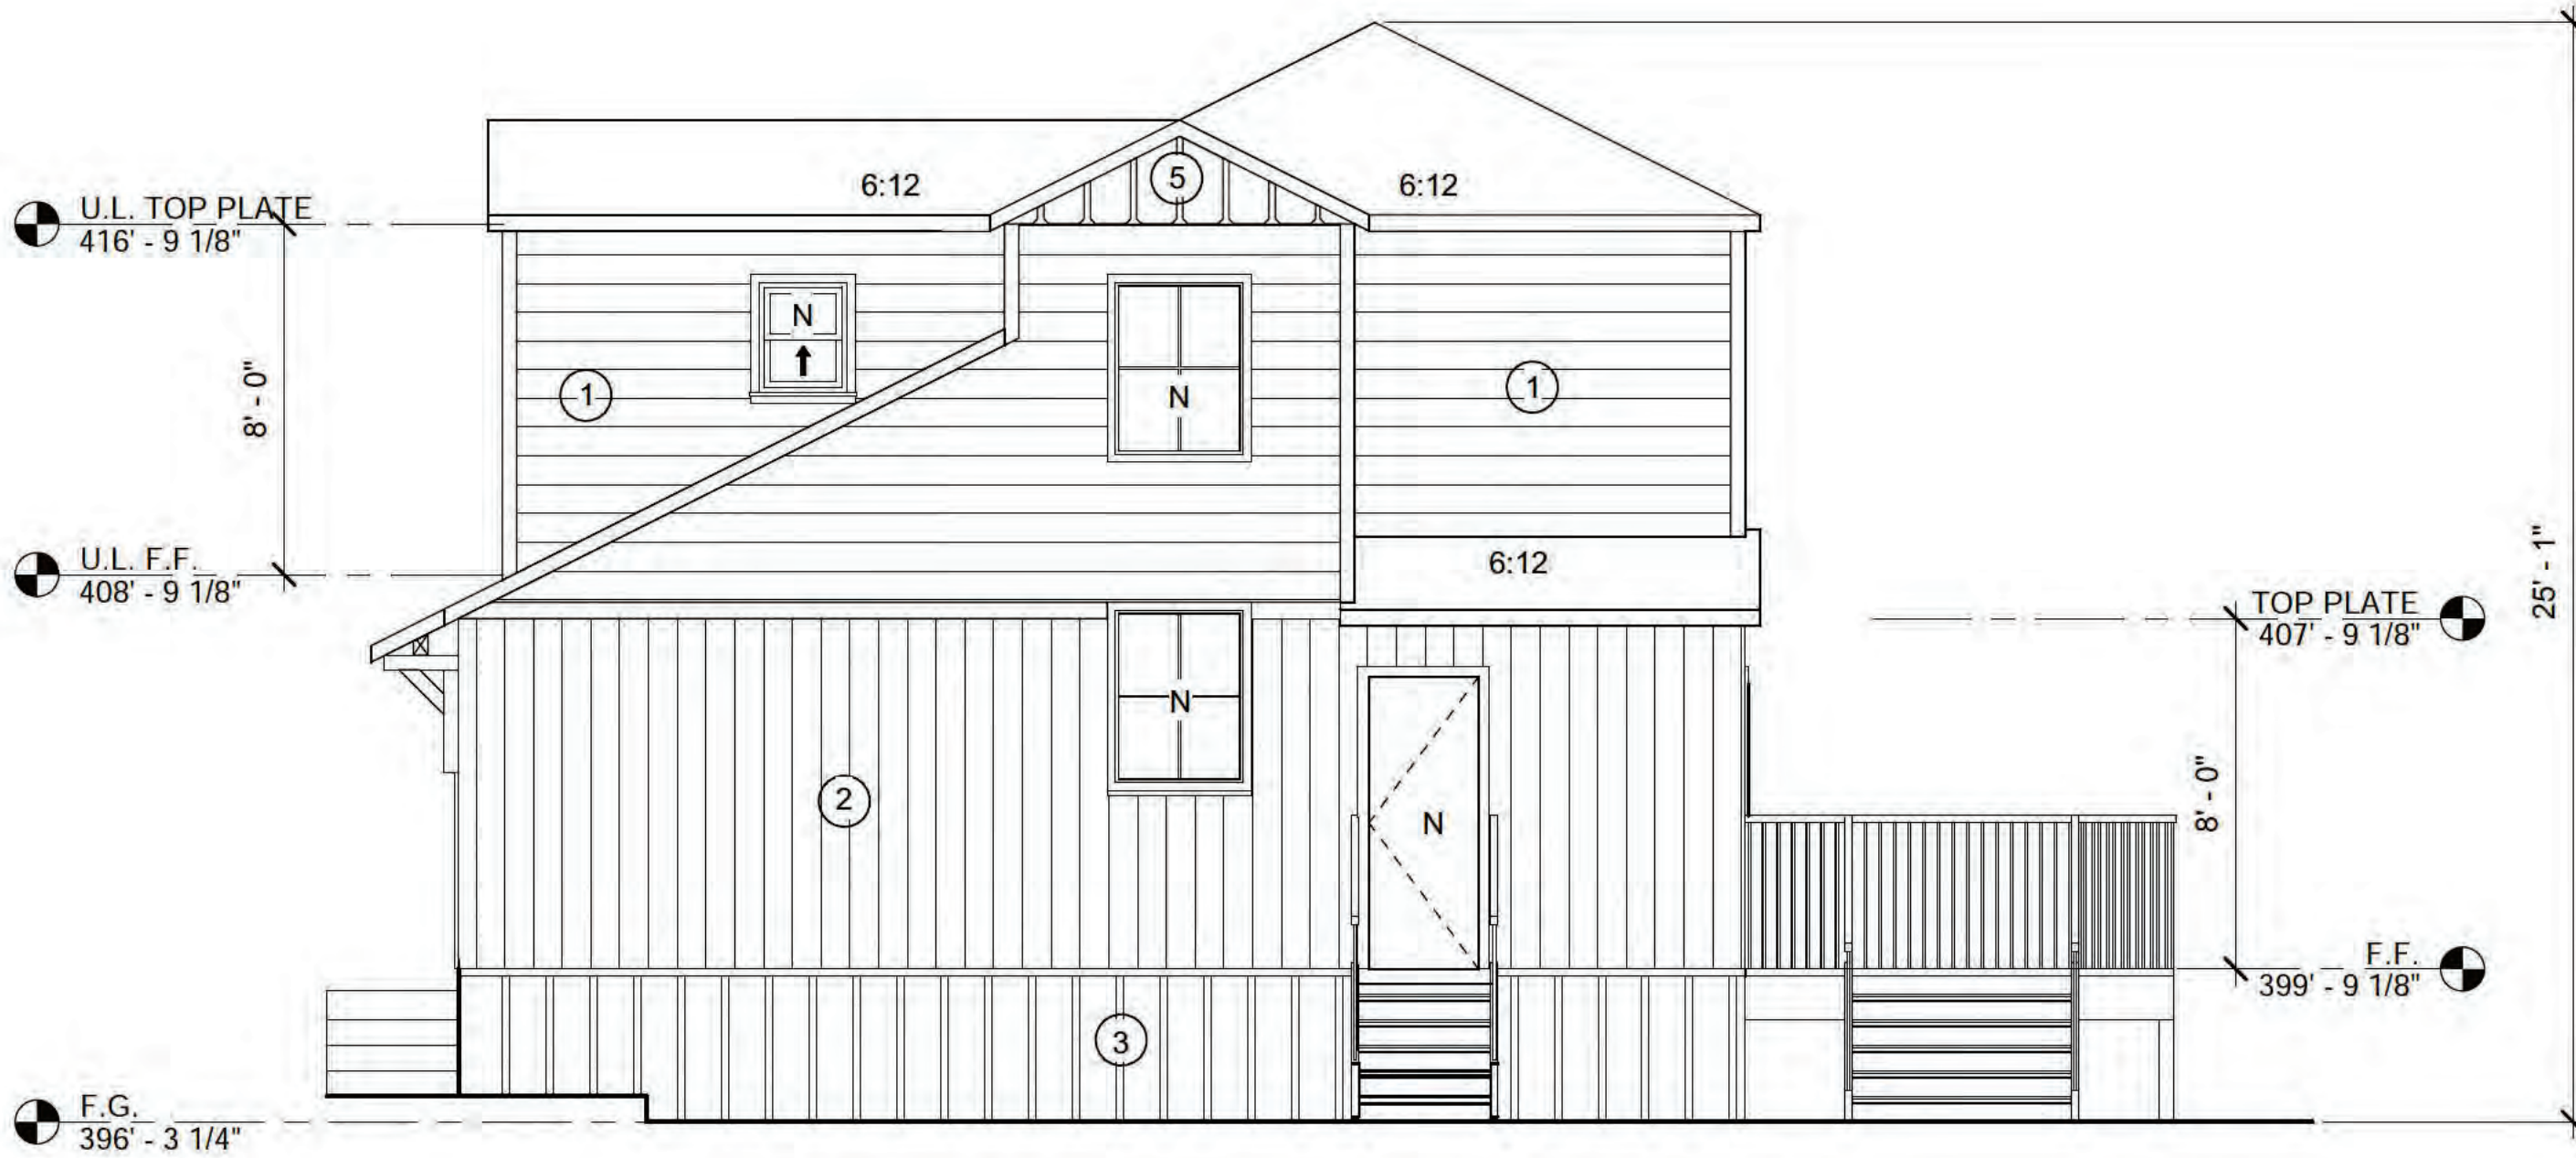 6:12
5
6:12
U.L. TOP PLATE
416' - 9 1/8"
N
N
1
1
8' - 0"
6:12
25' - 1"
U.L. F.F.
408' - 9 1/8"
TOP PLATE
407' - 9 1/8"
N
2
N
8' - 0"
F.F.
399' - 9 1/8"
3
F.G.
396' - 3 1/4"